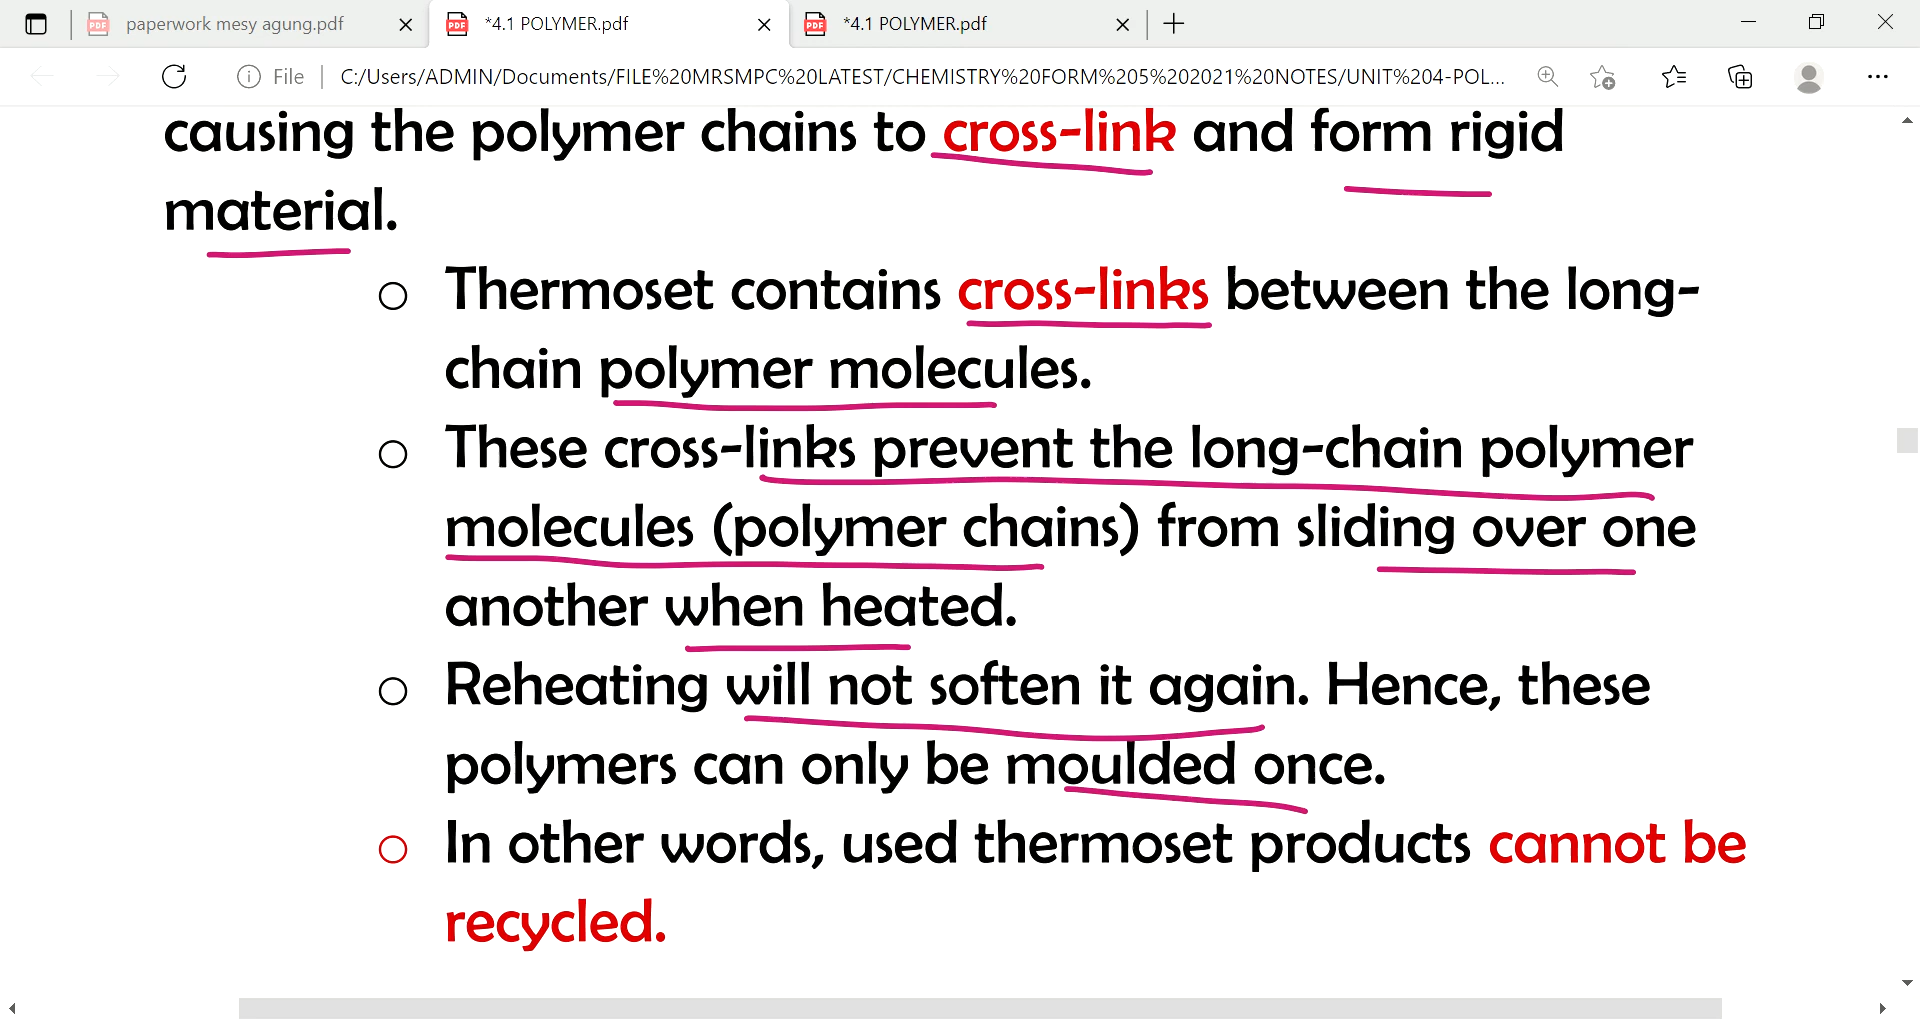 paperwork mesy agung.pdf
*4.1 POLYMER.pdf
*4.1 POLYMER.pdf
File
C:/Users/ADMIN/Documents/FILE%20MRSMPC%20LATEST/CHEMISTRY%20FORM%205%202021%20NOTES/UNIT%204-POL...
causing the polymer chains to cross-link and form rigid
material.
Thermoset contains cross-links between the long-
chain polymer molecules.
These cross-links prevent the long-chain polymer
molecules (polymer chains) from sliding over one
another when heated.
Reheating will not soften it again. Hence, these
polymers can only be moulded once.
In other words, used thermoset products cannot be
recycled.